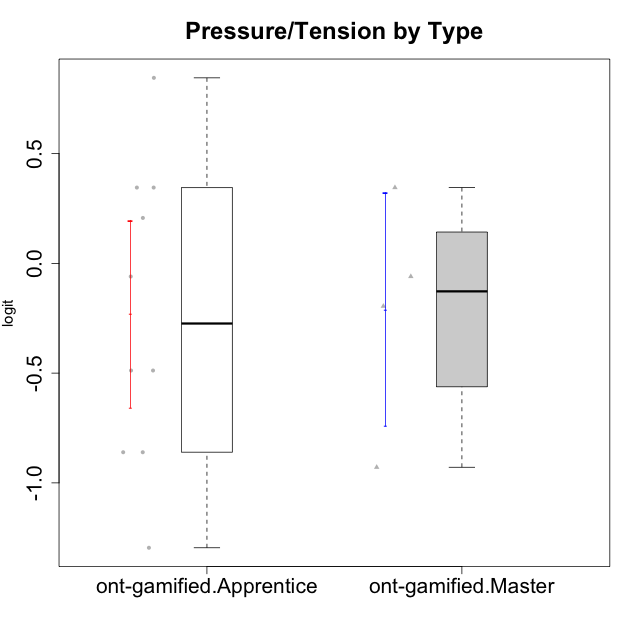 Pressure/Tension by Type
logit
0.5
0.0
-0.5
-1.0
ont-gamified.Apprentice
ont-gamified.Master